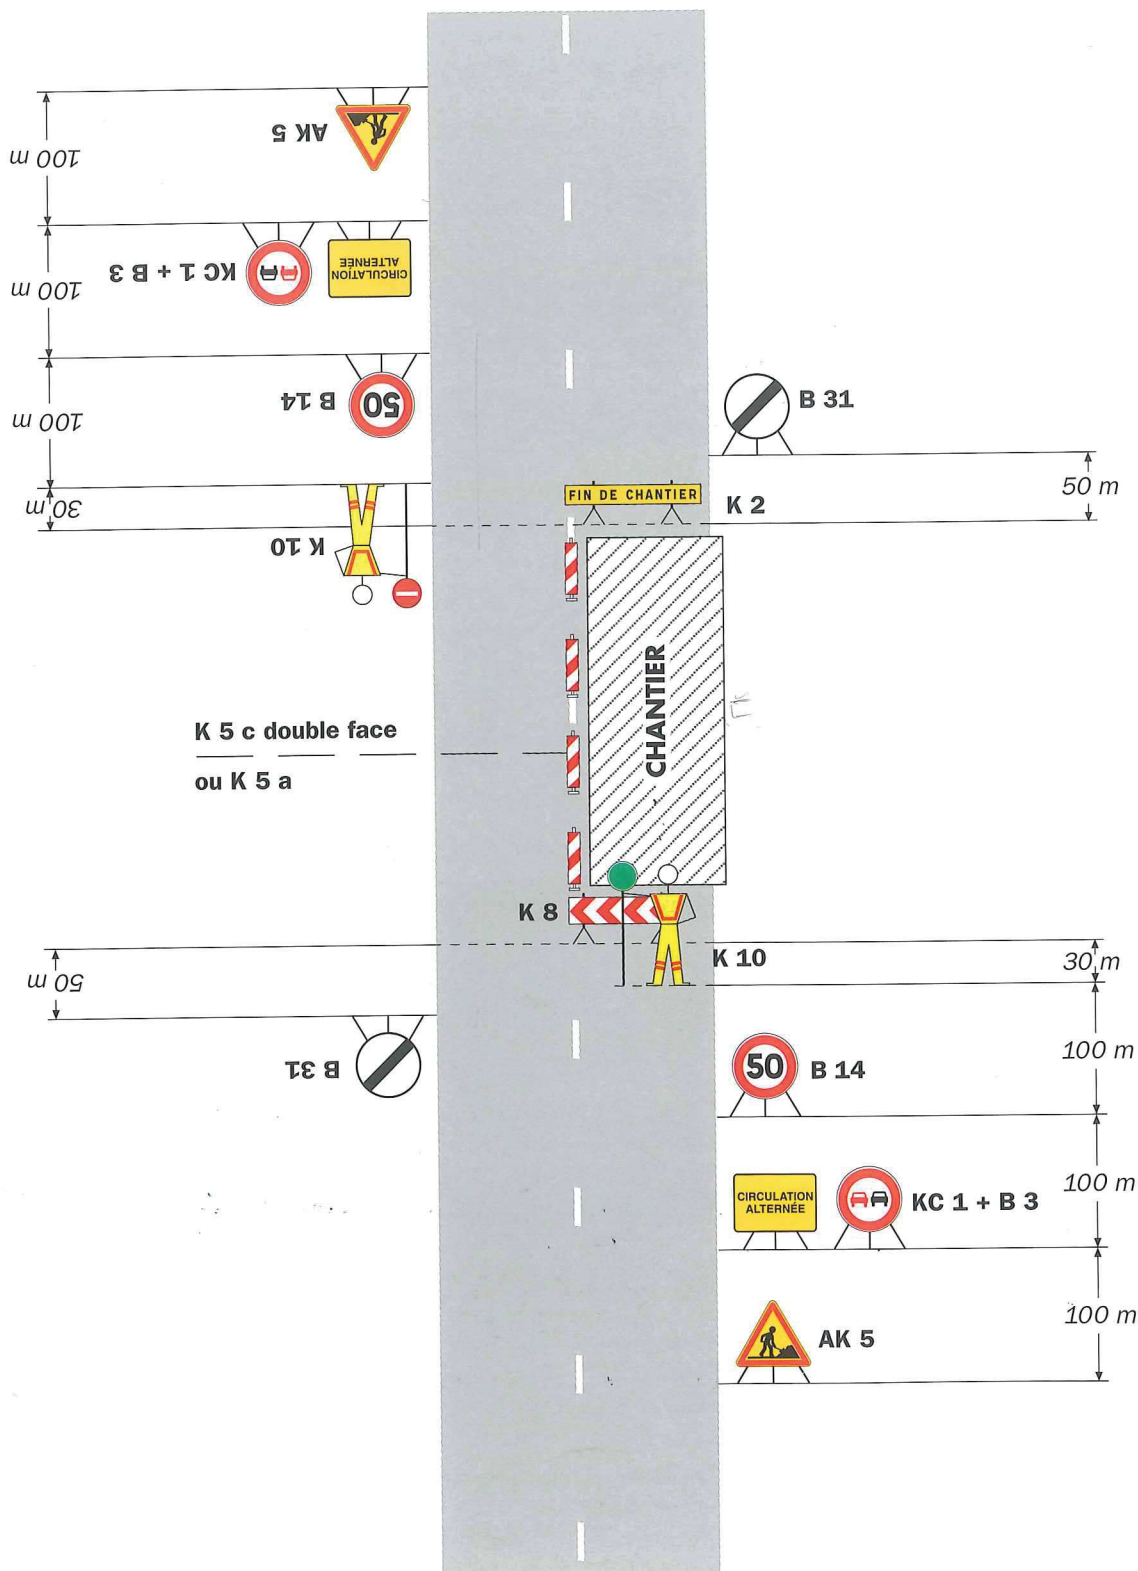 AK 5
100 m
KC 1 + B 3
CIRCULATION
ALTERNÉE
100 m
B 14
50
100 m
B 31
50 m
30 m
K 10
FIN DE CHANTIER
K 2
CHANTIER
K 5 c double face
ou K 5 a
K 8
K 10
30 m
50 m
B 31
50
B 14
100 m
CIRCULATION
ALTERNÉE
KC 1 + B 3
100 m
AK 5
100 m